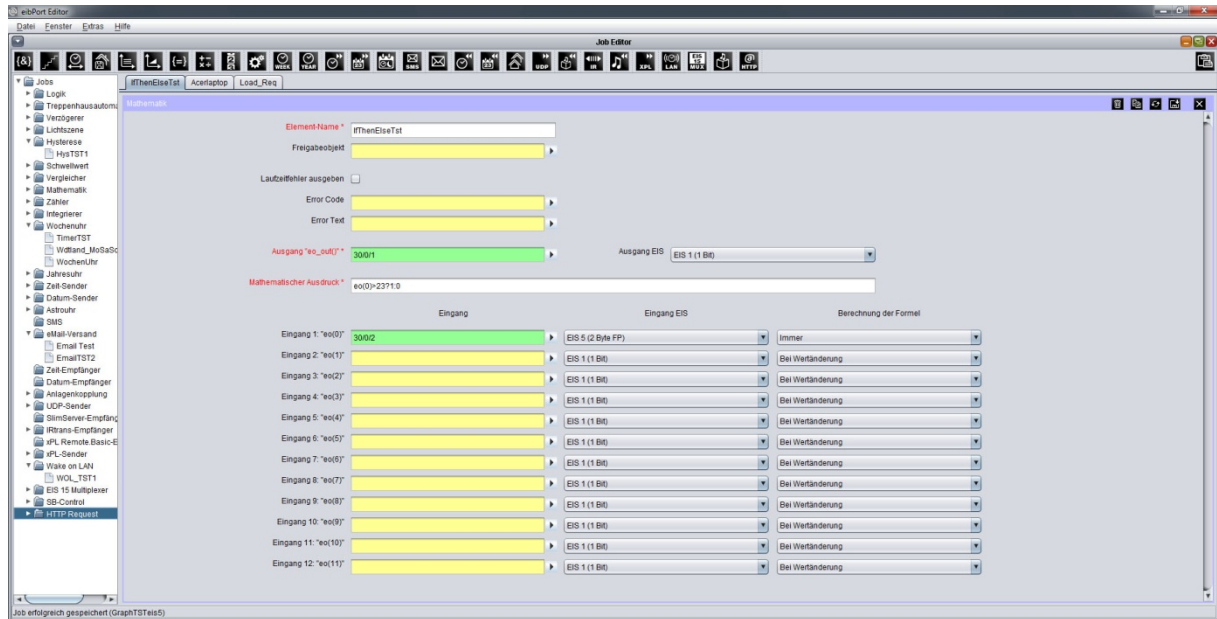 eibPort Editor
Datei Fenster Extras Hilfe
Job Editor
IfThenElseTst Acerlaptop Load_Req
Jobs
Logik
Treppenhausautoma
Verzögerer
Lichtszene
Hysterese
HysTST1
Schwellwert
Vergleicher
Mathematik
Zähler
Integrierer
Wochenuhr
TimerTST
Wdtland_MoSaSo
WochenUhr
Jahresuhr
Zeit-Sender
Datum-Sender
Astrouhr
SMS
eMail-Versand
Email Test
EmailTST2
Zeit-Empfänger
Datum-Empfänger
Anlagenkopplung
UDP-Sender
SlimServer-Empfäng
IRtrans-Empfänger
xPL Remote.Basic-E
xPL-Sender
Wake on LAN
WOL_TST1
EIS 15 Multiplexer
SB-Control
HTTP Request
Mathematik
Element-Name * IfThenElseTst
Freigabeobjekt
Laufzeitfehler ausgeben
Error Code
Error Text
Ausgang "eo_out()" * 30/0/1 Ausgang EIS EIS 1 (1 Bit)
Mathematischer Ausdruck * eo(0)>23?1:0
Eingang Eingang EIS Berechnung der Formel
Eingang 1: "eo(0)" 30/0/2 EIS 5 (2 Byte FP) Immer
Eingang 2: "eo(1)" EIS 1 (1 Bit) Bei Wertänderung
Eingang 3: "eo(2)" EIS 1 (1 Bit) Bei Wertänderung
Eingang 4: "eo(3)" EIS 1 (1 Bit) Bei Wertänderung
Eingang 5: "eo(4)" EIS 1 (1 Bit) Bei Wertänderung
Eingang 6: "eo(5)" EIS 1 (1 Bit) Bei Wertänderung
Eingang 7: "eo(6)" EIS 1 (1 Bit) Bei Wertänderung
Eingang 8: "eo(7)" EIS 1 (1 Bit) Bei Wertänderung
Eingang 9: "eo(8)" EIS 1 (1 Bit) Bei Wertänderung
Eingang 10: "eo(9)" EIS 1 (1 Bit) Bei Wertänderung
Eingang 11: "eo(10)" EIS 1 (1 Bit) Bei Wertänderung
Eingang 12: "eo(11)" EIS 1 (1 Bit) Bei Wertänderung
Job erfolgreich gespeichert (GraphTSTeis5)